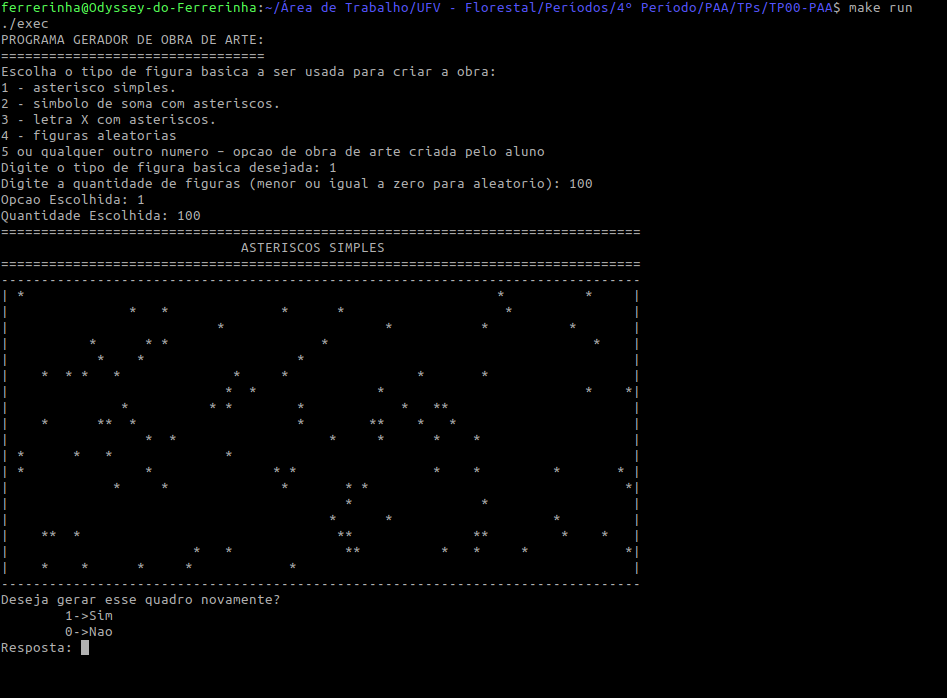 ferrerinha@Odyssey-do-Ferrerinha:~/Área de Trabalho/UFV - Florestal/Periodos/4º Período/PAA/TPs/TP00-PAA$ make run
./exec
PROGRAMA GERADOR DE OBRA DE ARTE:
=================================
Escolha o tipo de figura basica a ser usada para criar a obra:
1 - asterisco simples.
2 - simbolo de soma com asteriscos.
3 - letra X com asteriscos.
4 - figuras aleatorias
5 ou qualquer outro numero – opcao de obra de arte criada pelo aluno
Digite o tipo de figura basica desejada: 1
Digite a quantidade de figuras (menor ou igual a zero para aleatorio): 100
Opcao Escolhida: 1
Quantidade Escolhida: 100
================================================================================
                              ASTERISCOS SIMPLES
================================================================================
--------------------------------------------------------------------------------
| *                                                           *          *     |
|               *   *              *      *                    *               |
|                          *                    *           *          *       |
|          *      * *                   *                                 *    |
|           *    *                   *                                         |
|    *  * *   *              *     *                *       *                  |
|                           *  *               *                         *    *|
|              *          * *        *            *   **                       |
|    *      **  *                    *        **    *   *                      |
|                 *  *                   *     *      *    *                   |
| *      *   *              *                                                  |
| *               *               * *                 *    *         *       * |
|             *     *              *       * *                                *|
|                                          *                *                  |
|                                        *      *                    *         |
|    **  *                                **               **         *    *   |
|                       *   *              **          *   *     *            *|
|    *    *      *     *            *                                          |
--------------------------------------------------------------------------------
Deseja gerar esse quadro novamente?
        1->Sim
        0->Nao
Resposta: